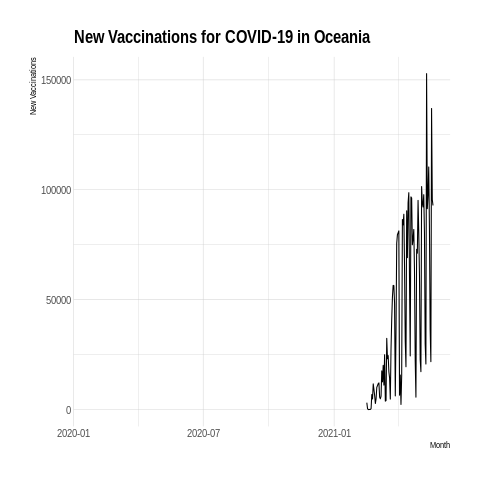 New Vaccinations for COVID-19 in Oceania
New Vaccinations
150000
100000
50000
0
2020-01
2020-07
2021-01
Month